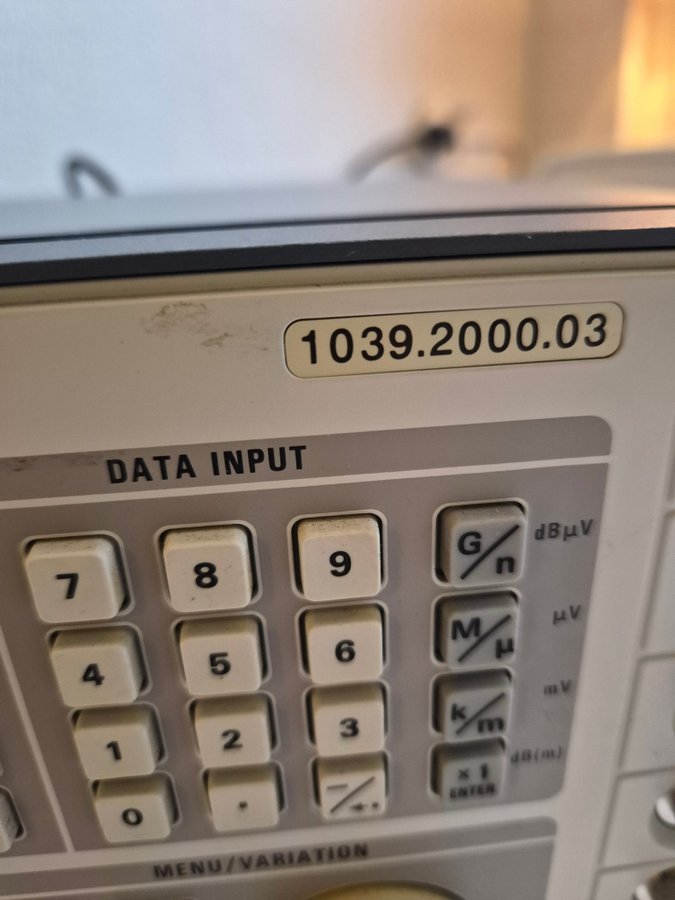 1039.2000.03
DATA INPUT
7 8 9 G/n dBµV
4 5 6 M/µ µV
1 2 3 k/m mV
0 . -/←. ×1 ENTER dB(m)
MENU/VARIATION